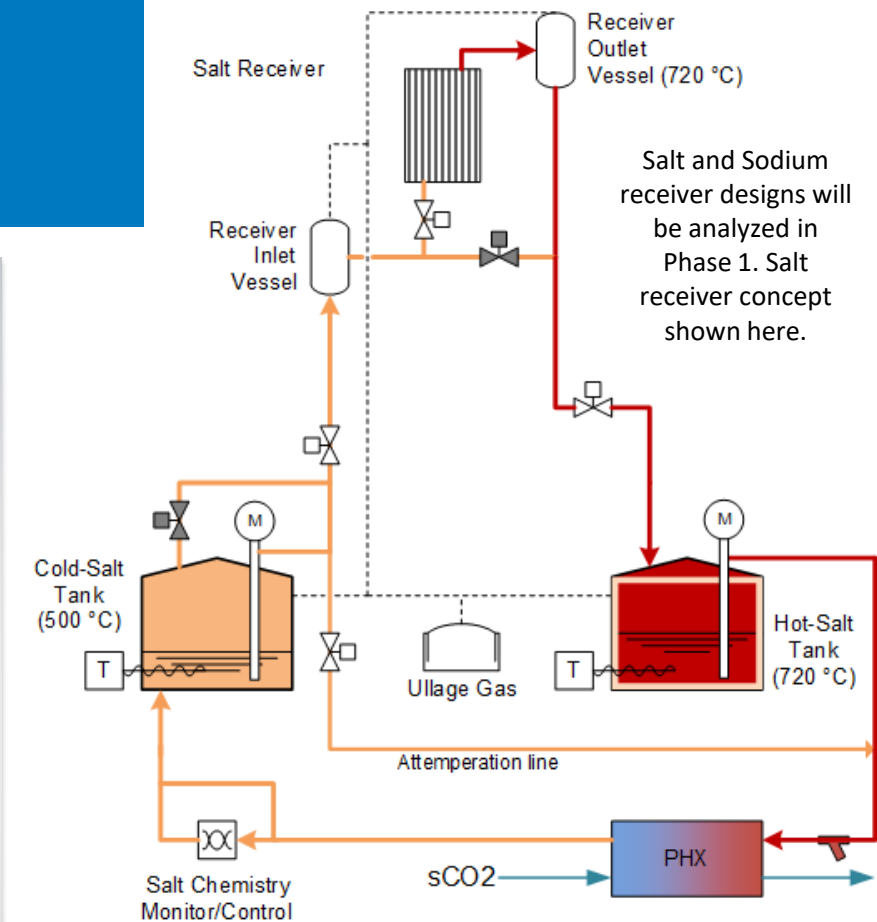 Salt Receiver
Receiver
Outlet
Vessel (720 °C)
Salt and Sodium
receiver designs will
be analyzed in
Phase 1. Salt
receiver concept
shown here.
Receiver
Inlet
Vessel
M
Cold-Salt
Tank
(500 °C)
T
Ullage Gas
M
T
Hot-Salt
Tank
(720 °C)
Attemperation line
Salt Chemistry
Monitor/Control
sCO2
PHX